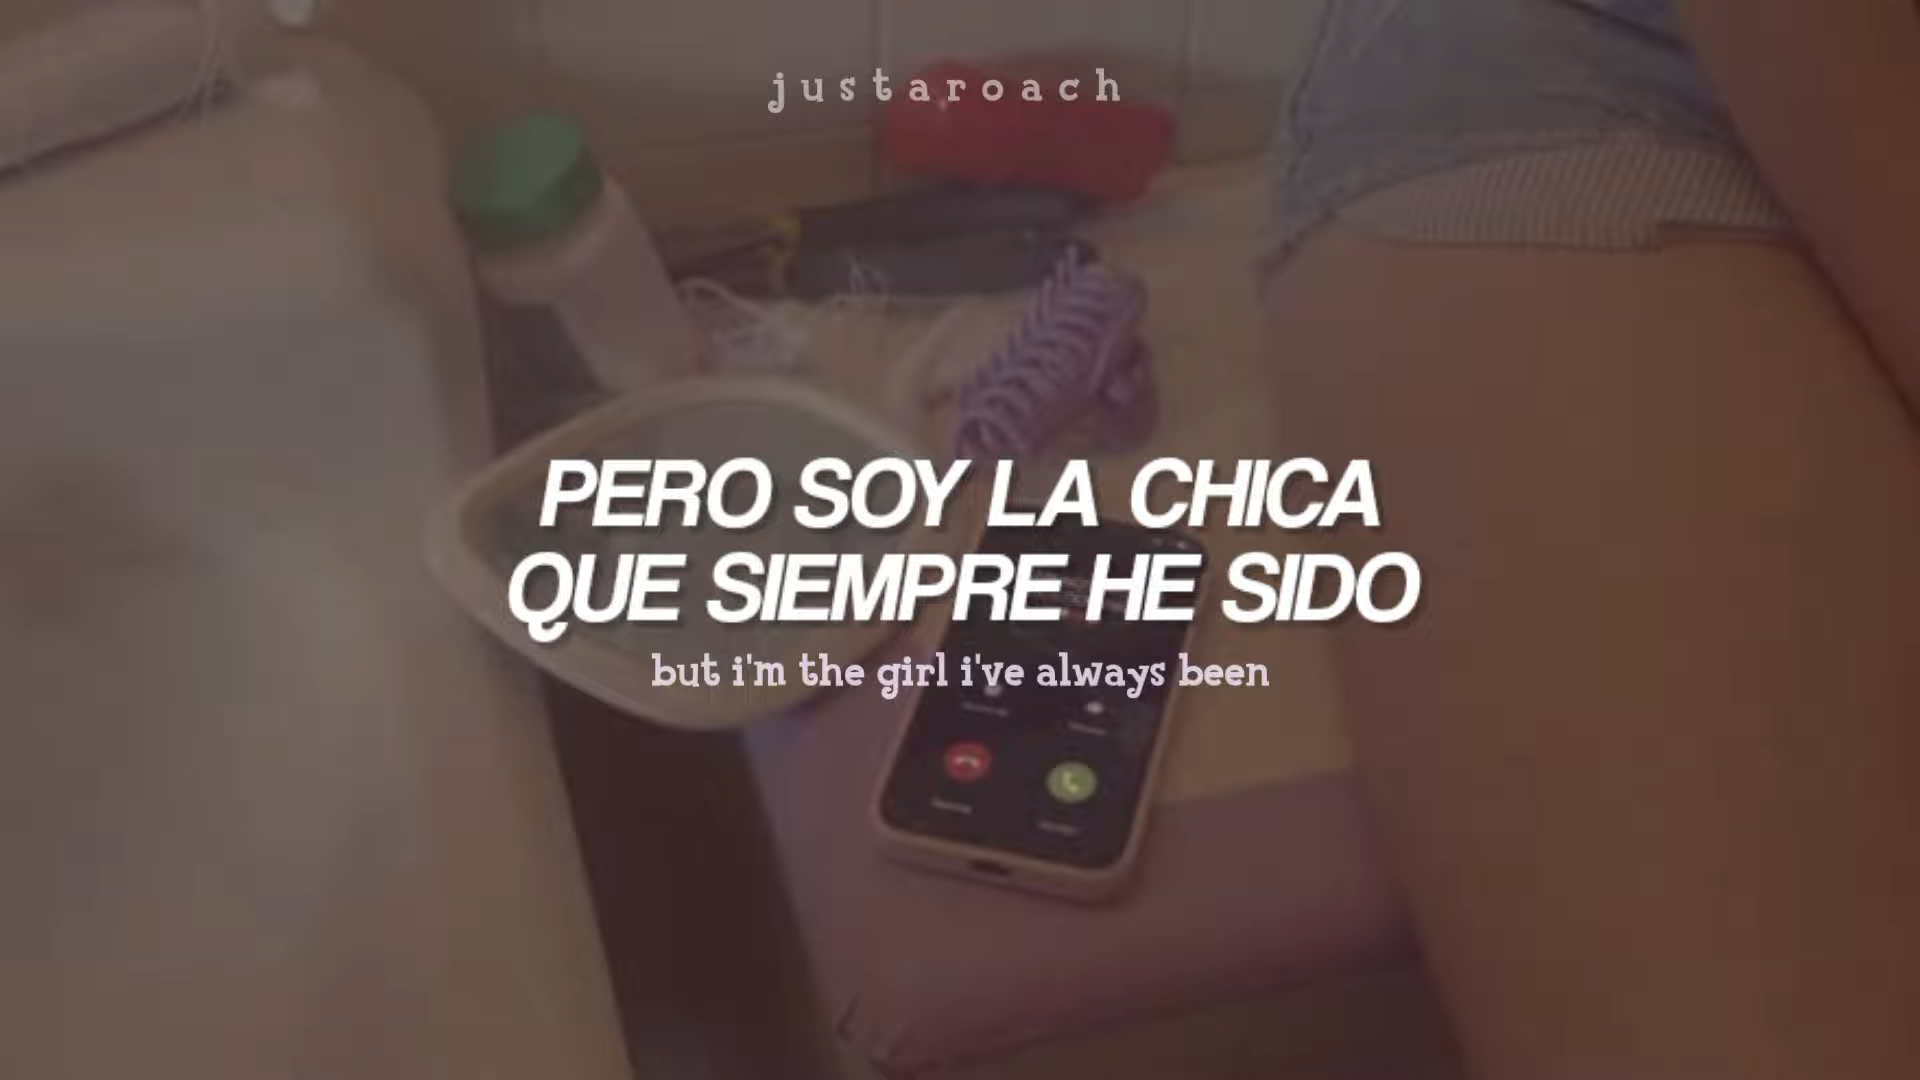 justaroach
PERO SOY LA CHICA
QUE SIEMPRE HE SIDO
but i'm the girl i've always been